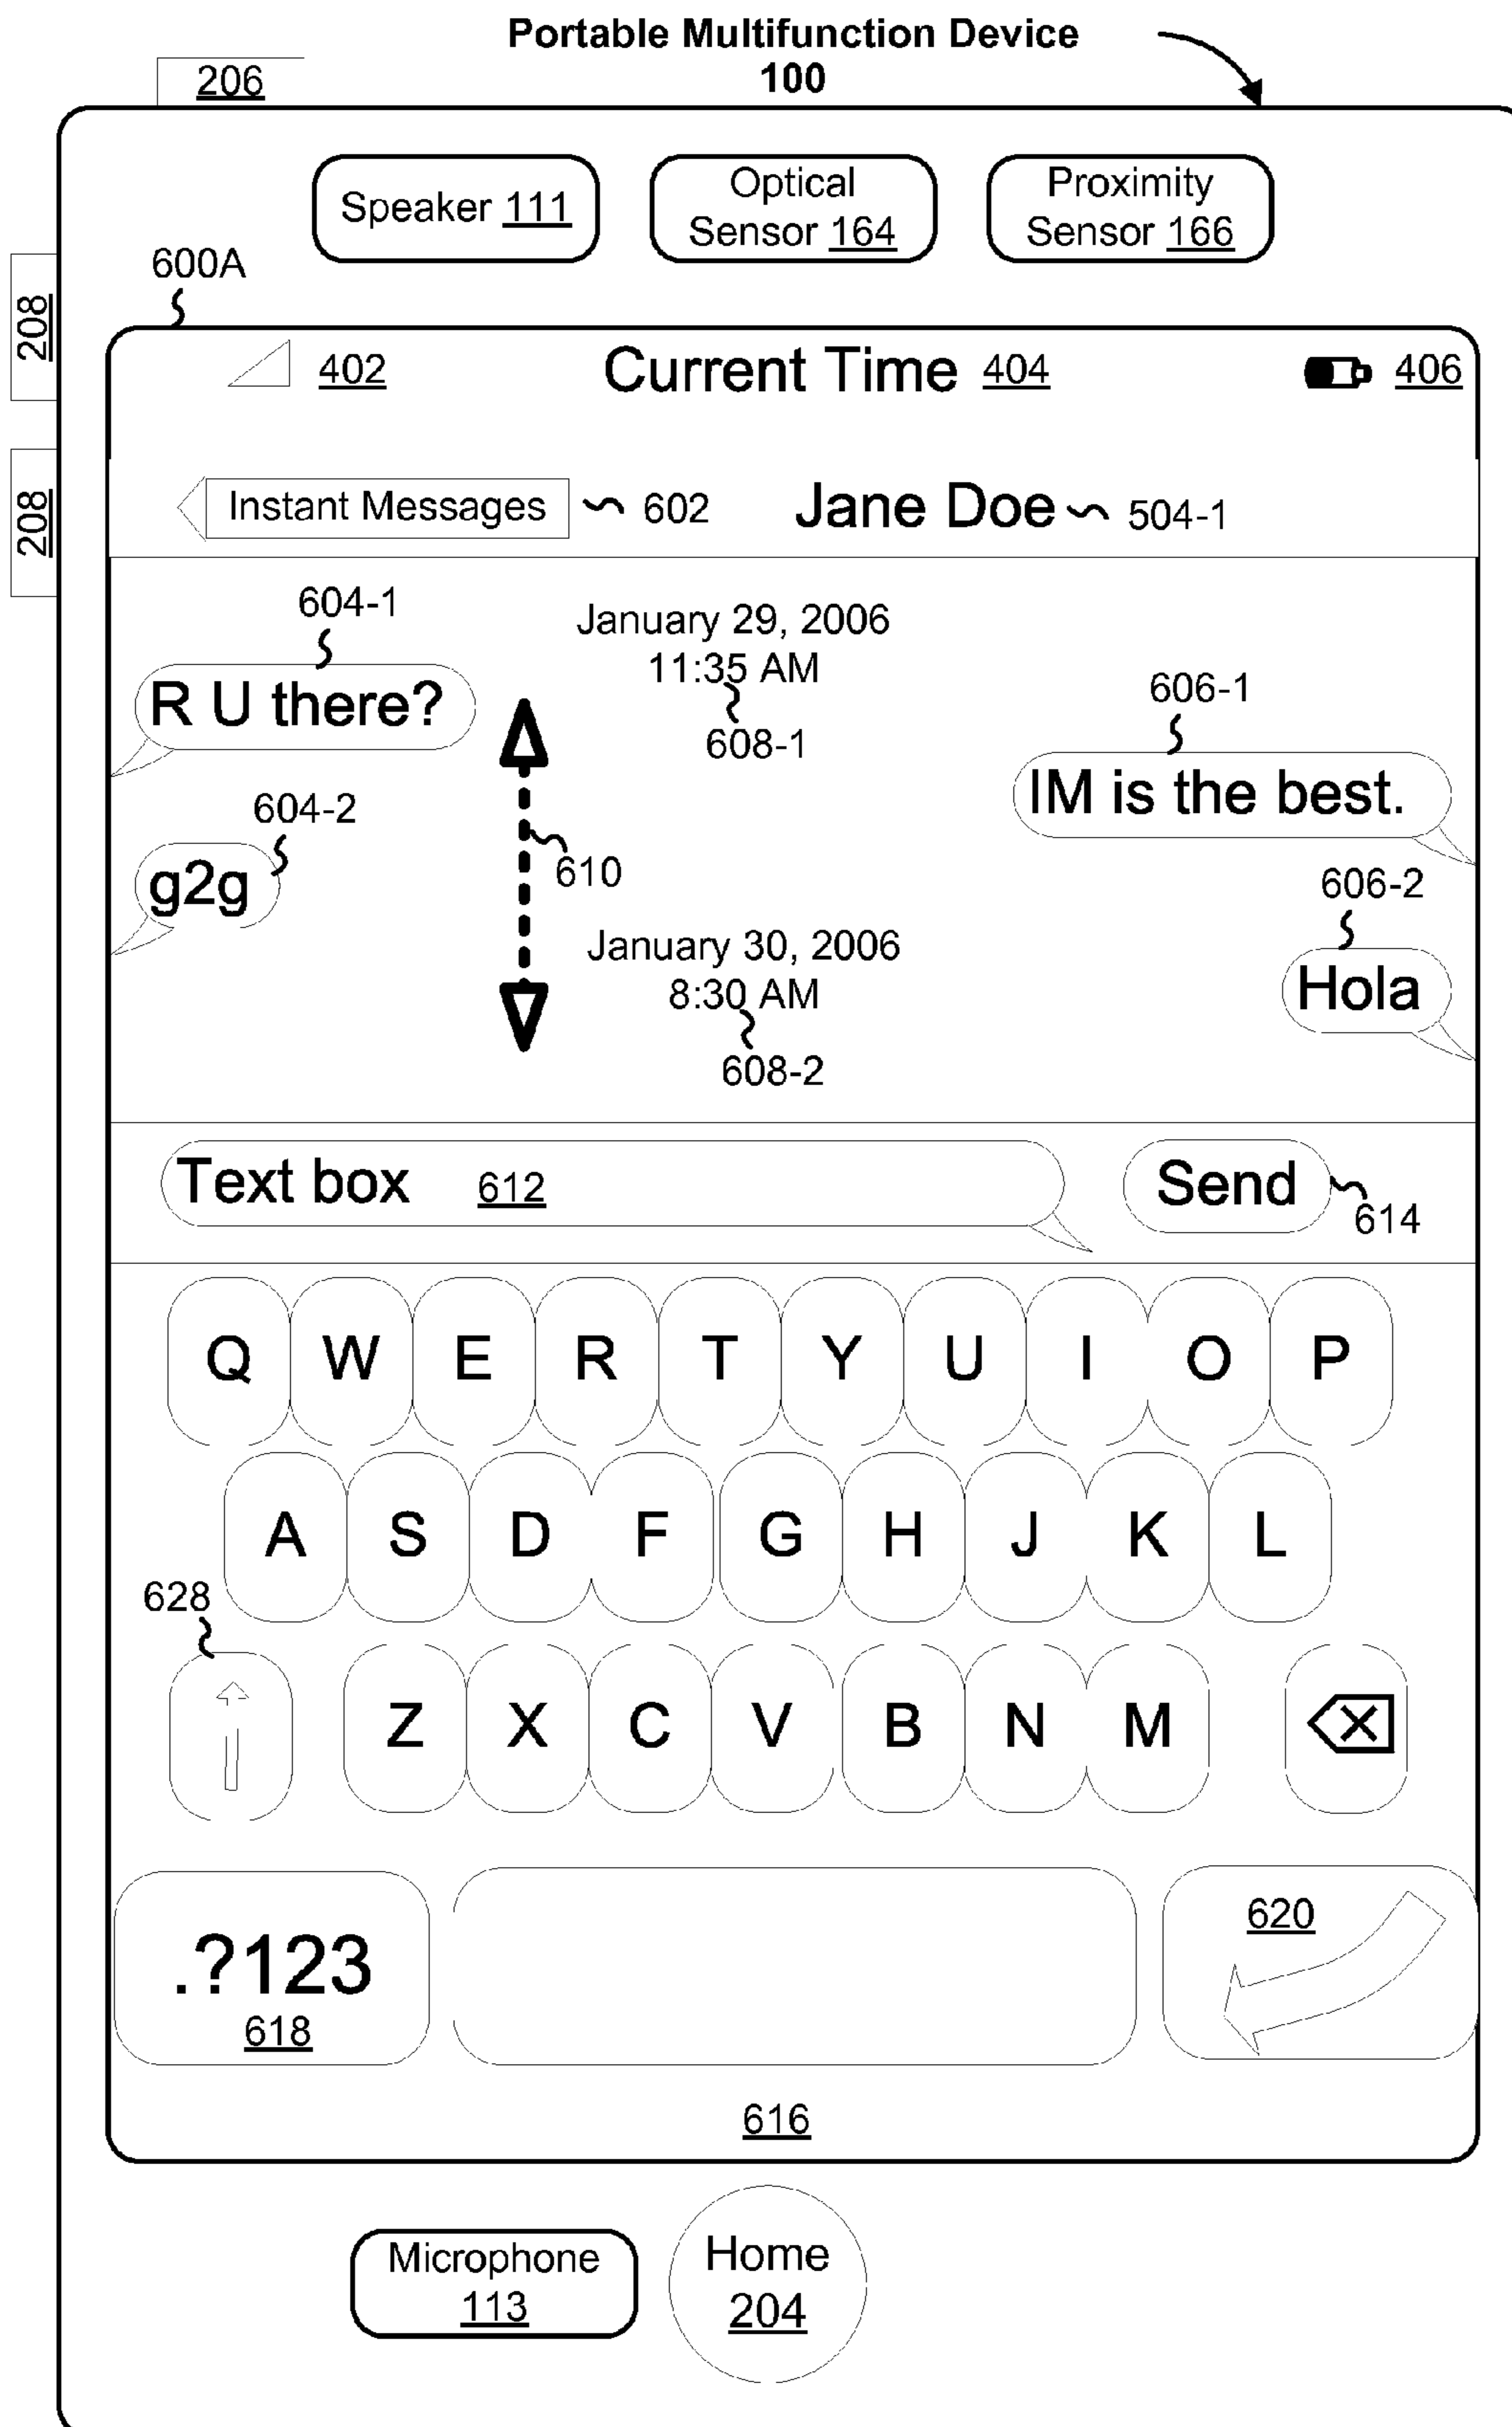 Portable Multifunction Device
100
206
Speaker 111
Optical
Sensor 164
Proximity
Sensor 166
600A
208
402
Current Time 404
406
208
Instant Messages
602
Jane Doe
504-1
604-1
January 29, 2006
11:35 AM
608-1
R U there?
606-1
IM is the best.
604-2
g2g
610
606-2
Hola
January 30, 2006
8:30 AM
608-2
Text box 612
Send
614
Q W E R T Y U I O P
A S D F G H J K L
628
Z X C V B N M
.?123
618
620
616
Microphone
113
Home
204